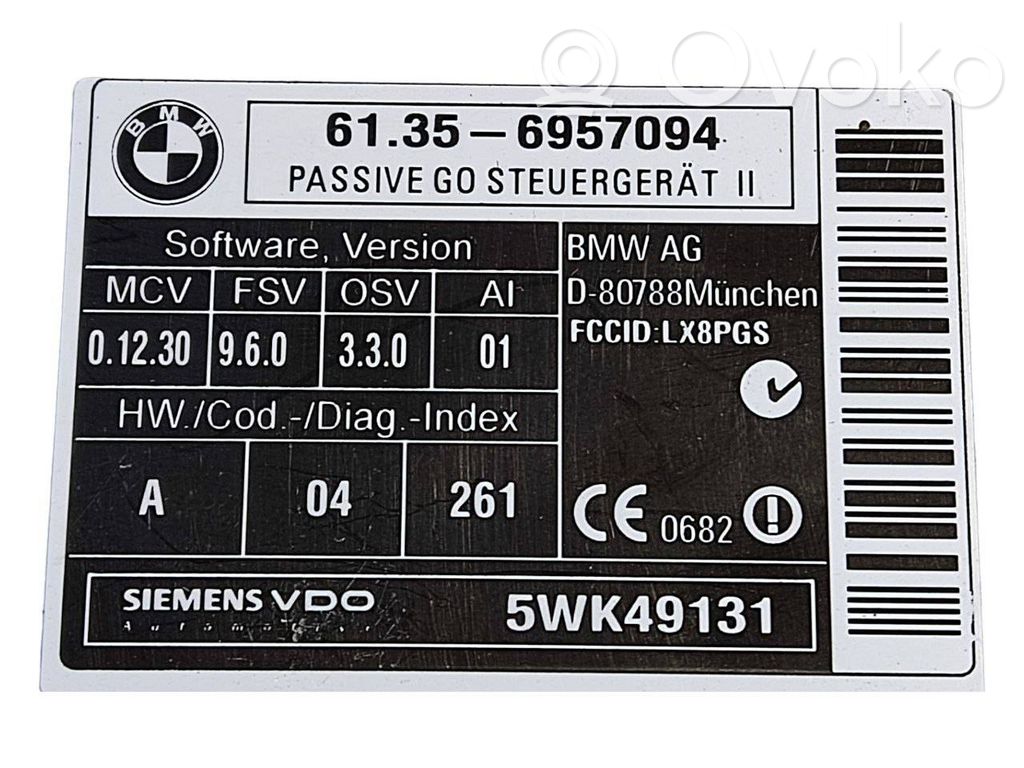 Ovoko
BMW
61.35-6957094
PASSIVE GO STEUERGERÄT II
Software, Version
MCV FSV OSV AI
0.12.30 9.6.0 3.3.0 01
HW./Cod.-/Diag.-Index
A 04 261
BMW AG
D-80788München
FCCID:LX8PGS
CE 0682
SIEMENS VDO
Automotive
5WK49131